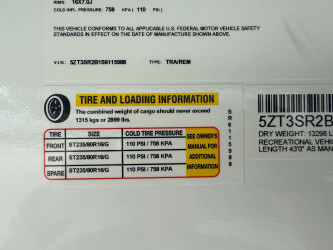 RIMS: 16X7.0J
COLD INFL. PRESSURE: 758 KPA ( 110 PSI )
THIS VEHICLE CONFORMS TO ALL APPLICABLE U.S. FEDERAL MOTOR VEHICLE SAFETY
STANDARDS IN EFFECT ON THE DATE OF MANUFACTURE SHOWN ABOVE.
V.I.N: 5ZT3SR2B1S6115988 TYPE: TRA/REM
TIRE AND LOADING INFORMATION
The combined weight of cargo should never exceed
1315 kgs or 2899 lbs.
TIRE SIZE COLD TIRE PRESSURE SEE OWNER'S MANUAL FOR ADDITIONAL INFORMATION
FRONT ST235/80R16/G 110 PSI / 758 KPA
REAR ST235/80R16/G 110 PSI / 758 KPA
SPARE ST235/80R16/G 110 PSI / 758 KPA
5ZT3SR2B
DRY WEIGHT: 13298 L
RECREATIONAL VEHIC
LENGTH 43'0" AS MAN